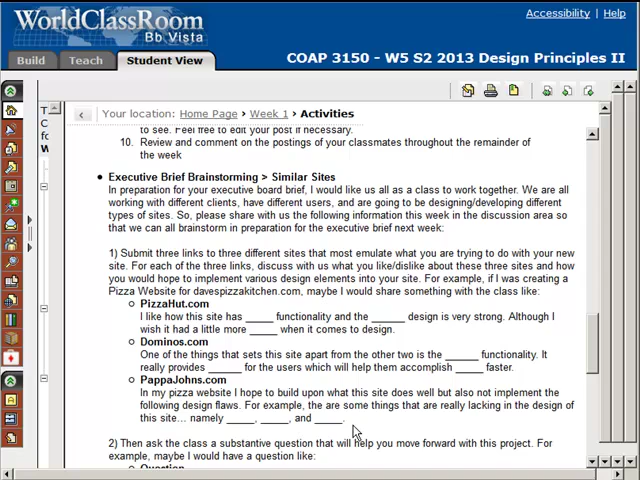 WorldClassRoom
Bb Vista
Accessibility | Help
Build
Teach
Student View
COAP 3150 - W5 S2 2013 Design Principles II
Your location: Home Page › Week 1 › Activities
T
C
fo
W
to see. Feel free to edit your post if necessary.
10. Review and comment on the postings of your classmates throughout the remainder of
the week
Executive Brief Brainstorming > Similar Sites
In preparation for your executive board brief, I would like us all as a class to work together. We are all
working with different clients, have different users, and are going to be designing/developing different
types of sites. So, please share with us the following information this week in the discussion area so
that we can all brainstorm in preparation for the executive brief next week:
1) Submit three links to three different sites that most emulate what you are trying to do with your new
site. For each of the three links, discuss with us what you like/dislike about these three sites and how
you would hope to implement various design elements into your site. For example, if I was creating a
Pizza Website for davespizzakitchen.com, maybe I would share something with the class like:
PizzaHut.com
I like how this site has _____ functionality and the ______ design is very strong. Although I
wish it had a little more _____ when it comes to design.
Dominos.com
One of the things that sets this site apart from the other two is the ______ functionality. It
really provides ______ for the users which will help them accomplish _____ faster.
PappaJohns.com
In my pizza website I hope to build upon what this site does well but also not implement the
following design flaws. For example, the are some things that are really lacking in the design of
this site... namely _____, _____, and _____.
2) Then ask the class a substantive question that will help you move forward with this project. For
example, maybe I would have a question like:
Question